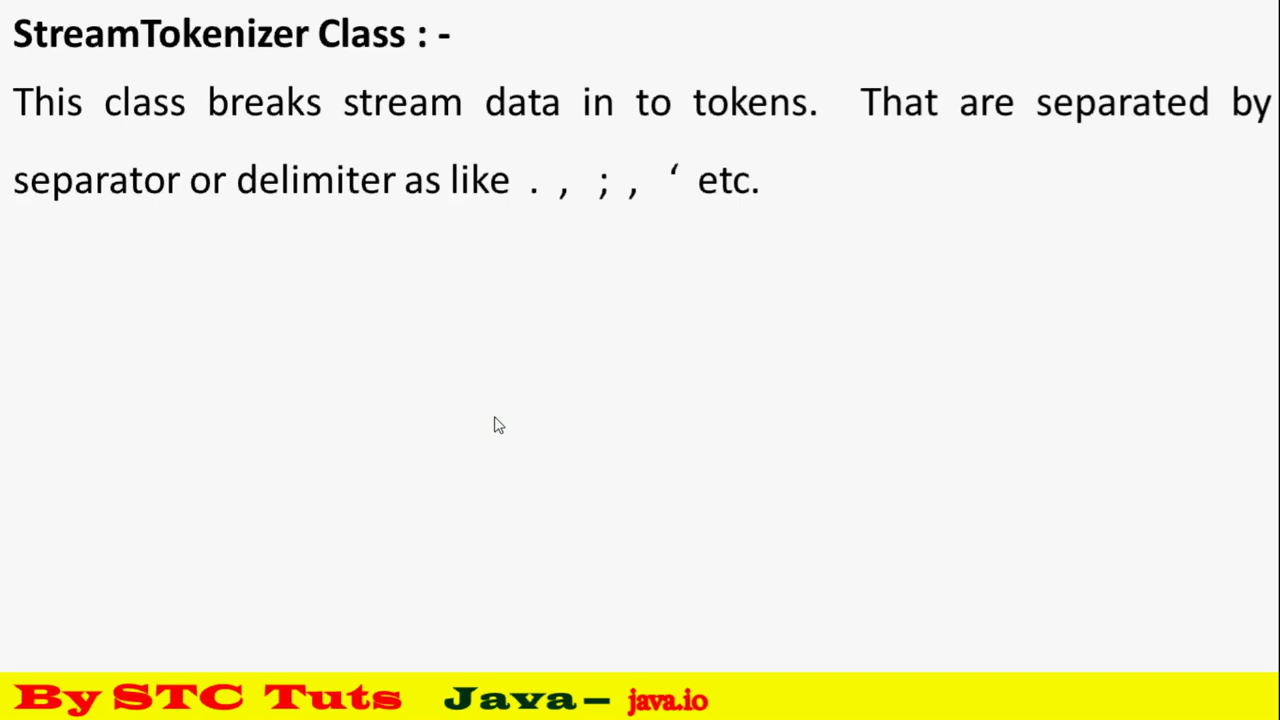 StreamTokenizer Class : -
This class breaks stream data in to tokens. That are separated by
separator or delimiter as like . , ; , ‘ etc.
By STC Tuts Java – java.io